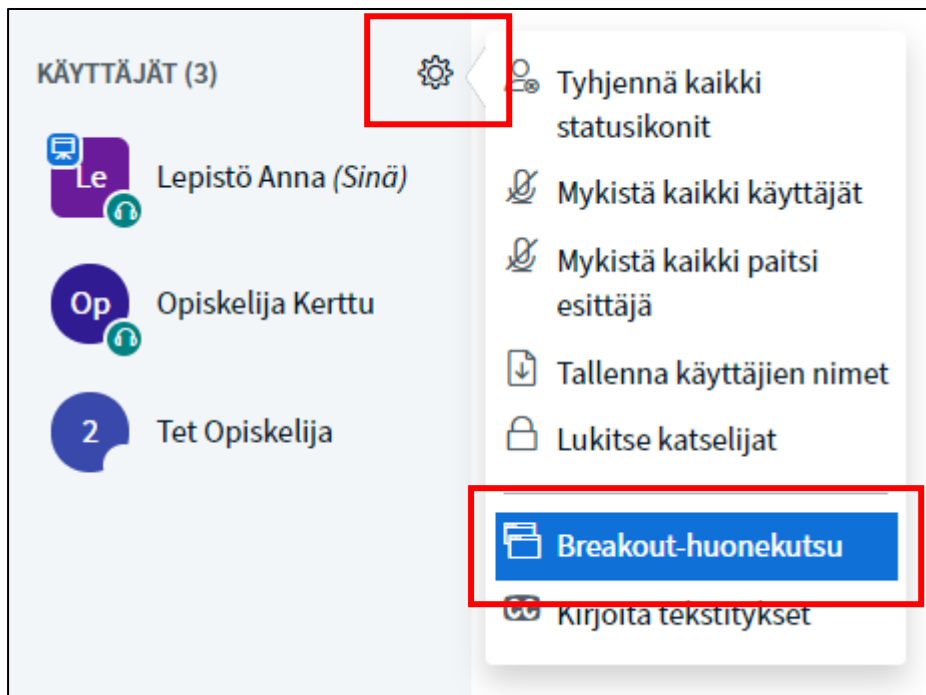 KÄYTTÄJÄT (3)
Le
Lepistö Anna (Sinä)
Op
Opiskelija Kerttu
2
Tet Opiskelija
Tyhjennä kaikki
statusikonit
Mykistä kaikki käyttäjät
Mykistä kaikki paitsi
esittäjä
Tallenna käyttäjien nimet
Lukitse katselijat
Breakout-huonekutsu
CC Kirjoita tekstitykset